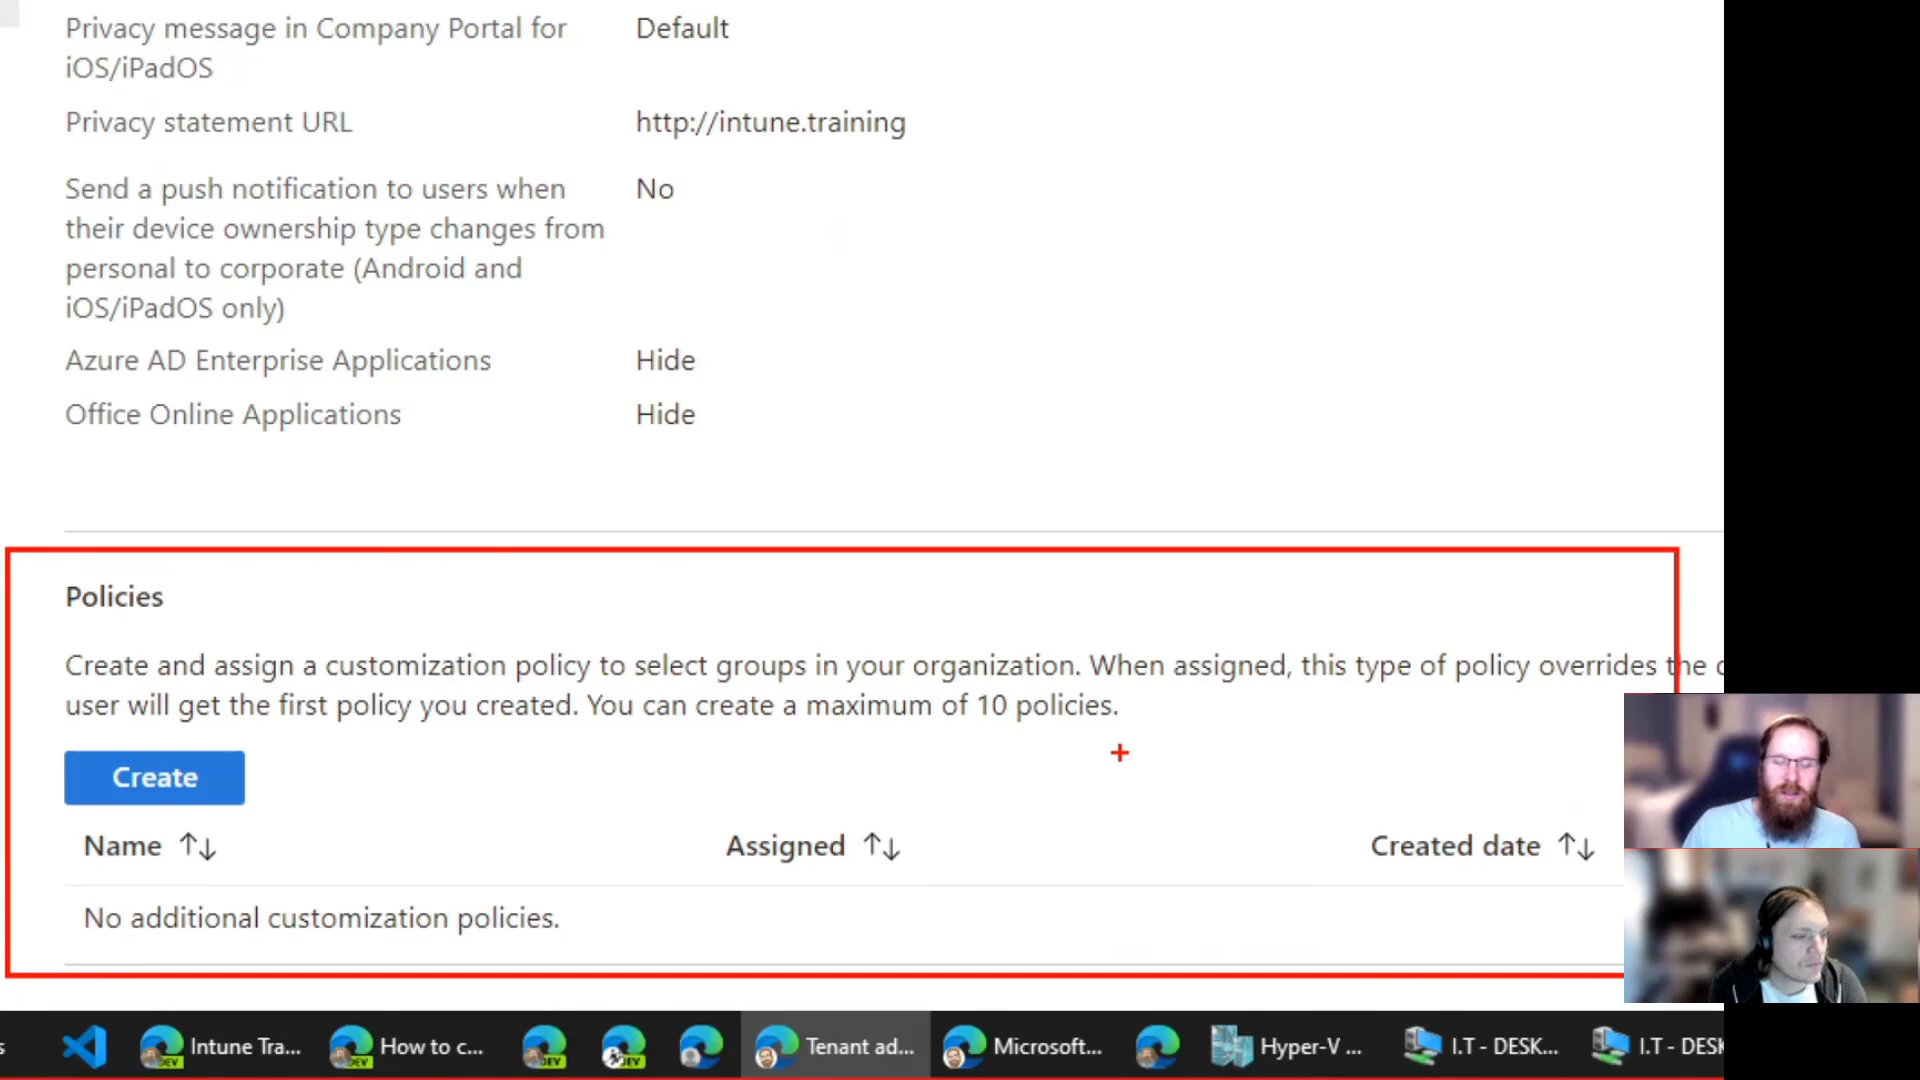 Privacy message in Company Portal for Default
iOS/iPadOS
Privacy statement URL http://intune.training
Send a push notification to users when No
their device ownership type changes from
personal to corporate (Android and
iOS/iPadOS only)
Azure AD Enterprise Applications Hide
Office Online Applications Hide
Policies
Create and assign a customization policy to select groups in your organization. When assigned, this type of policy overrides the
user will get the first policy you created. You can create a maximum of 10 policies.
Create
Name Assigned Created date
No additional customization policies.
s Intune Tra... How to c... Tenant ad... Microsoft... Hyper-V ... I.T - DESK... I.T - DESK
DEV DEV DEV DEV